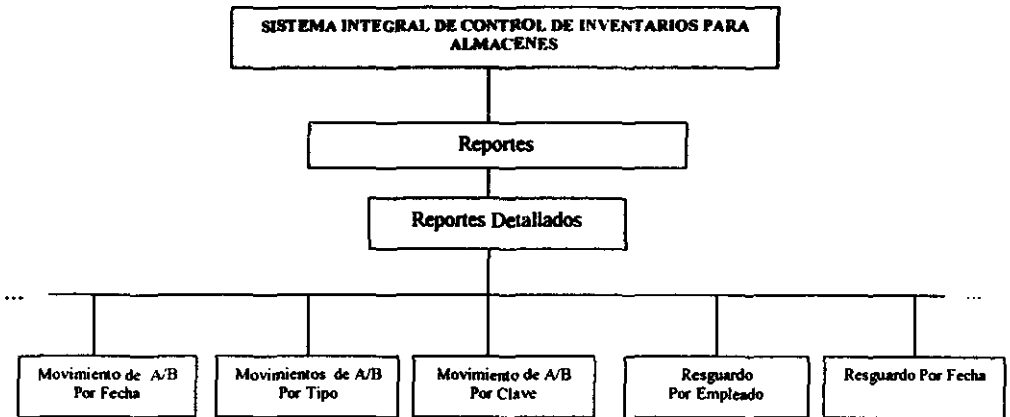 SISTEMA INTEGRAL DE CONTROL DE INVENTARIOS PARA
ALMACENES
Reportes
Reportes Detallados
... ...
Movimiento de A/B
Por Fecha
Movimientos de A/B
Por Tipo
Movimiento de A/B
Por Clave
Resguardo
Por Empleado
Resguardo Por Fecha